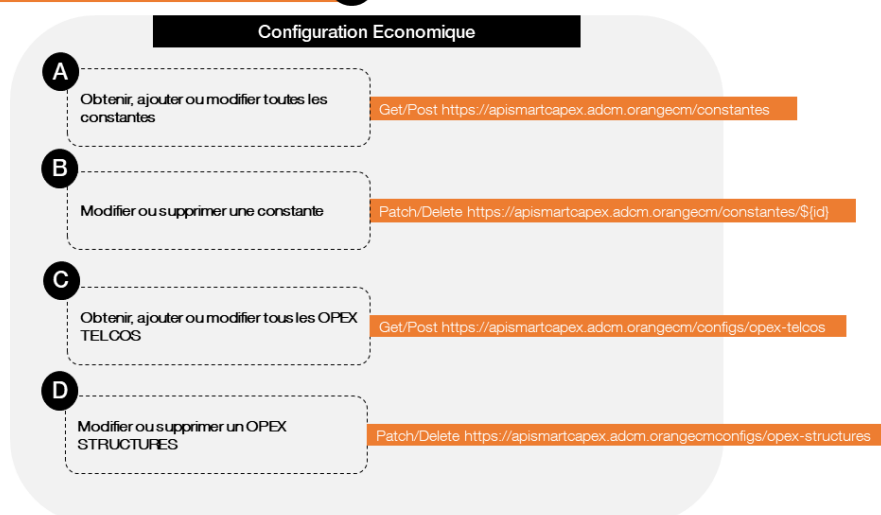 Configuration Economique
A
Obtenir, ajouter ou modifier toutes les
constantes
Get/Post https://apismartcapex.adcm.orangecm/constantes
B
Modifier ou supprimer une constante
Patch/Delete https://apismartcapex.adcm.orangecm/constantes/${id}
C
Obtenir, ajouter ou modifier tous les OPEX
TELCOS
Get/Post https://apismartcapex.adcm.orangecm/configs/opex-telcos
D
Modifier ou supprimer un OPEX
STRUCTURES
Patch/Delete https://apismartcapex.adcm.orangecmconfigs/opex-structures